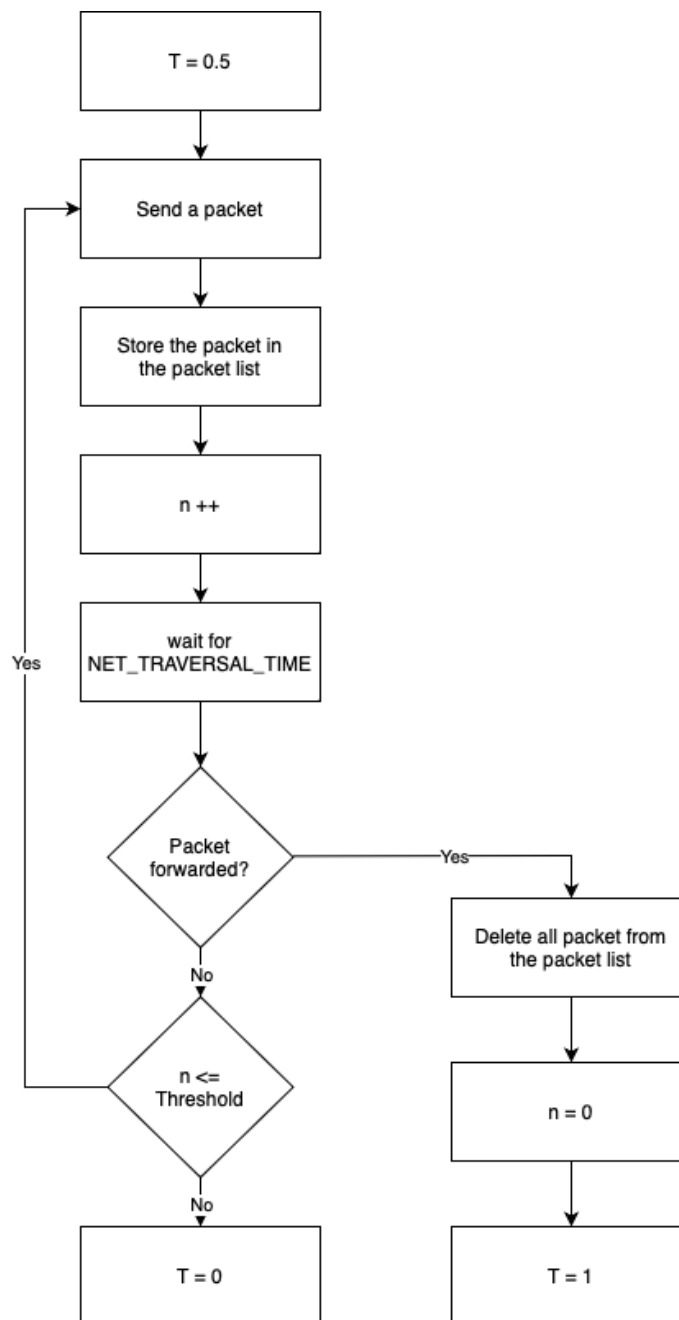 T = 0.5
Send a packet
Store the packet in
the packet list
n ++
wait for
NET_TRAVERSAL_TIME
Yes
Packet
forwarded?
Yes
Delete all packet from
the packet list
No
n <=
Threshold
n = 0
No
T = 0
T = 1